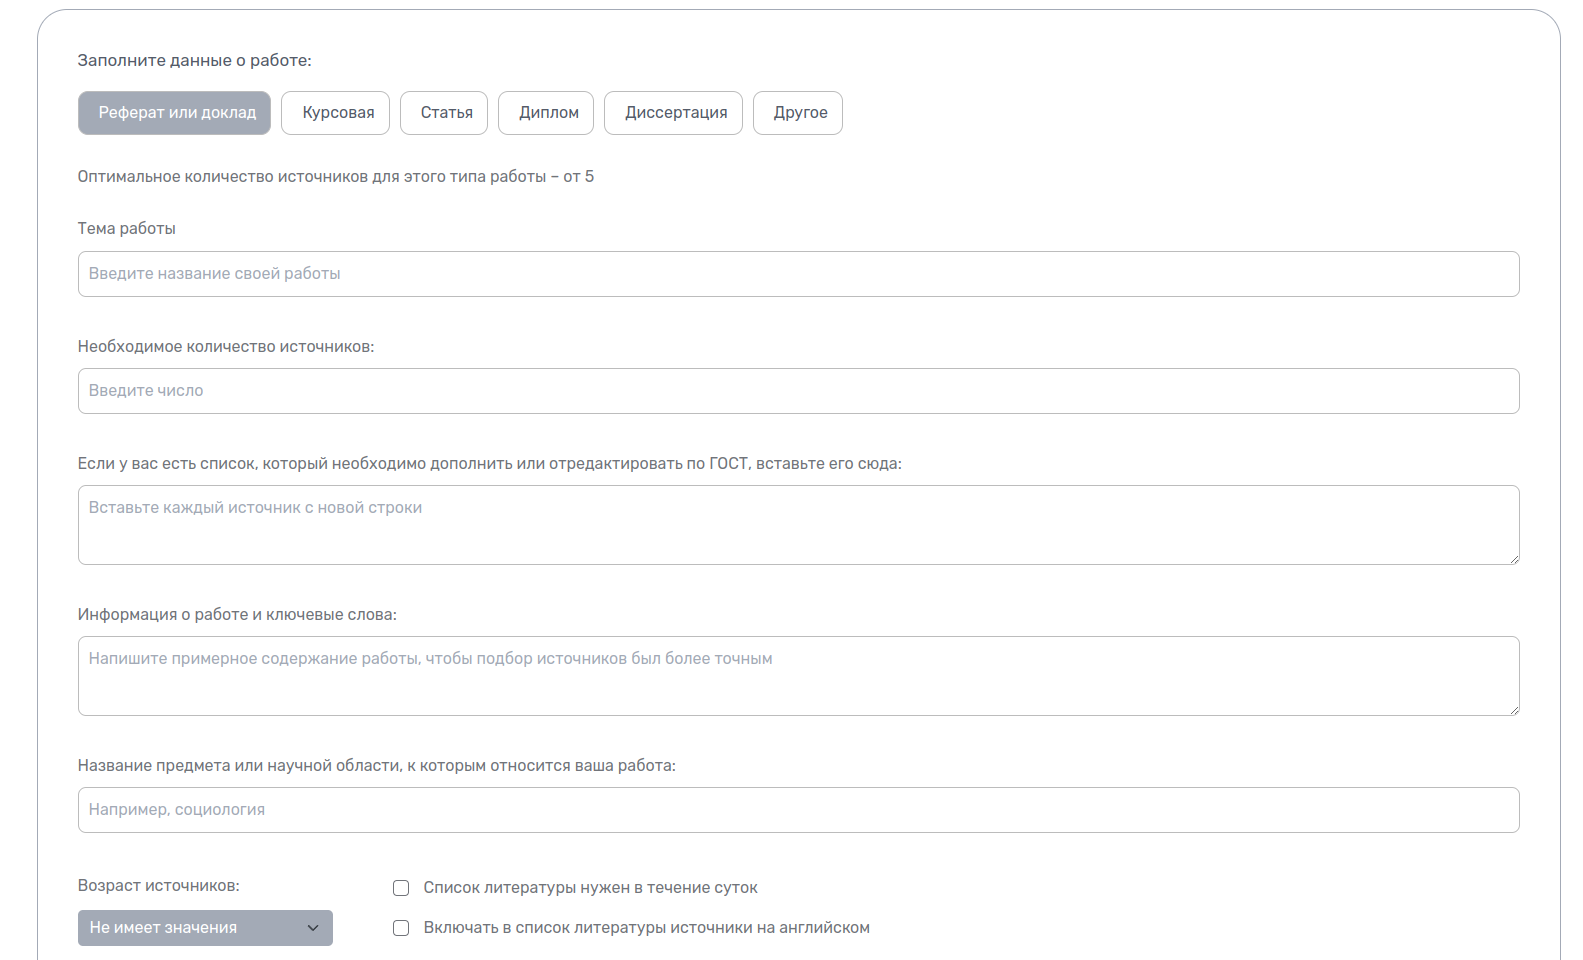 Заполните данные о работе:
Реферат или доклад Курсовая Статья Диплом Диссертация Другое
Оптимальное количество источников для этого типа работы – от 5
Тема работы
Введите название своей работы
Необходимое количество источников:
Введите число
Если у вас есть список, который необходимо дополнить или отредактировать по ГОСТ, вставьте его сюда:
Вставьте каждый источник с новой строки
Информация о работе и ключевые слова:
Напишите примерное содержание работы, чтобы подбор источников был более точным
Название предмета или научной области, к которым относится ваша работа:
Например, социология
Возраст источников:
Не имеет значения
Список литературы нужен в течение суток
Включать в список литературы источники на английском